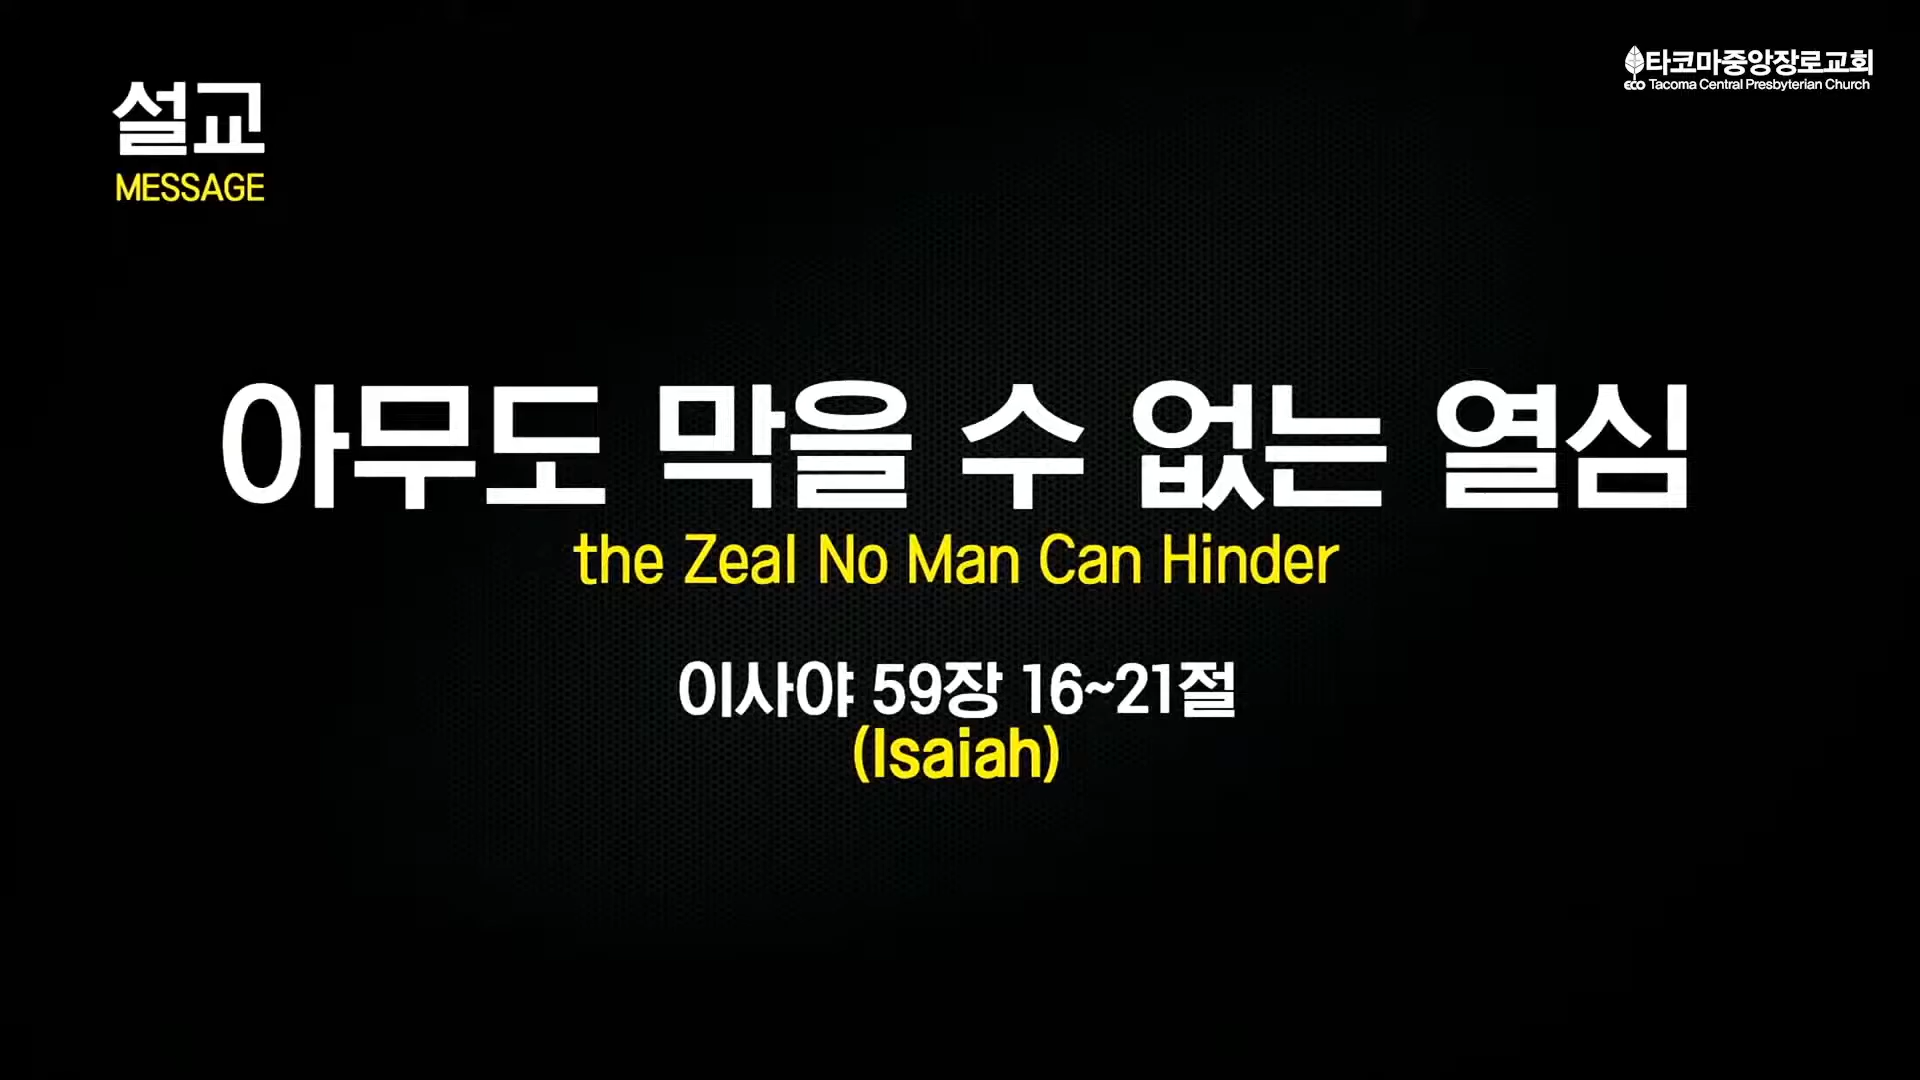 설교
MESSAGE
타코마중앙장로교회
ECO Tacoma Central Presbyterian Church
아무도 막을 수 없는 열심
the Zeal No Man Can Hinder
이사야 59장 16~21절
(Isaiah)